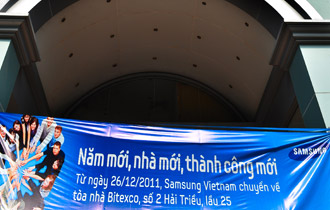 Năm mới, nhà mới, thành công mới
SAMSUNG
Từ ngày 26/12/2011, Samsung Vietnam chuyển về
tòa nhà Bitexco, số 2 Hải Triều, lầu 25